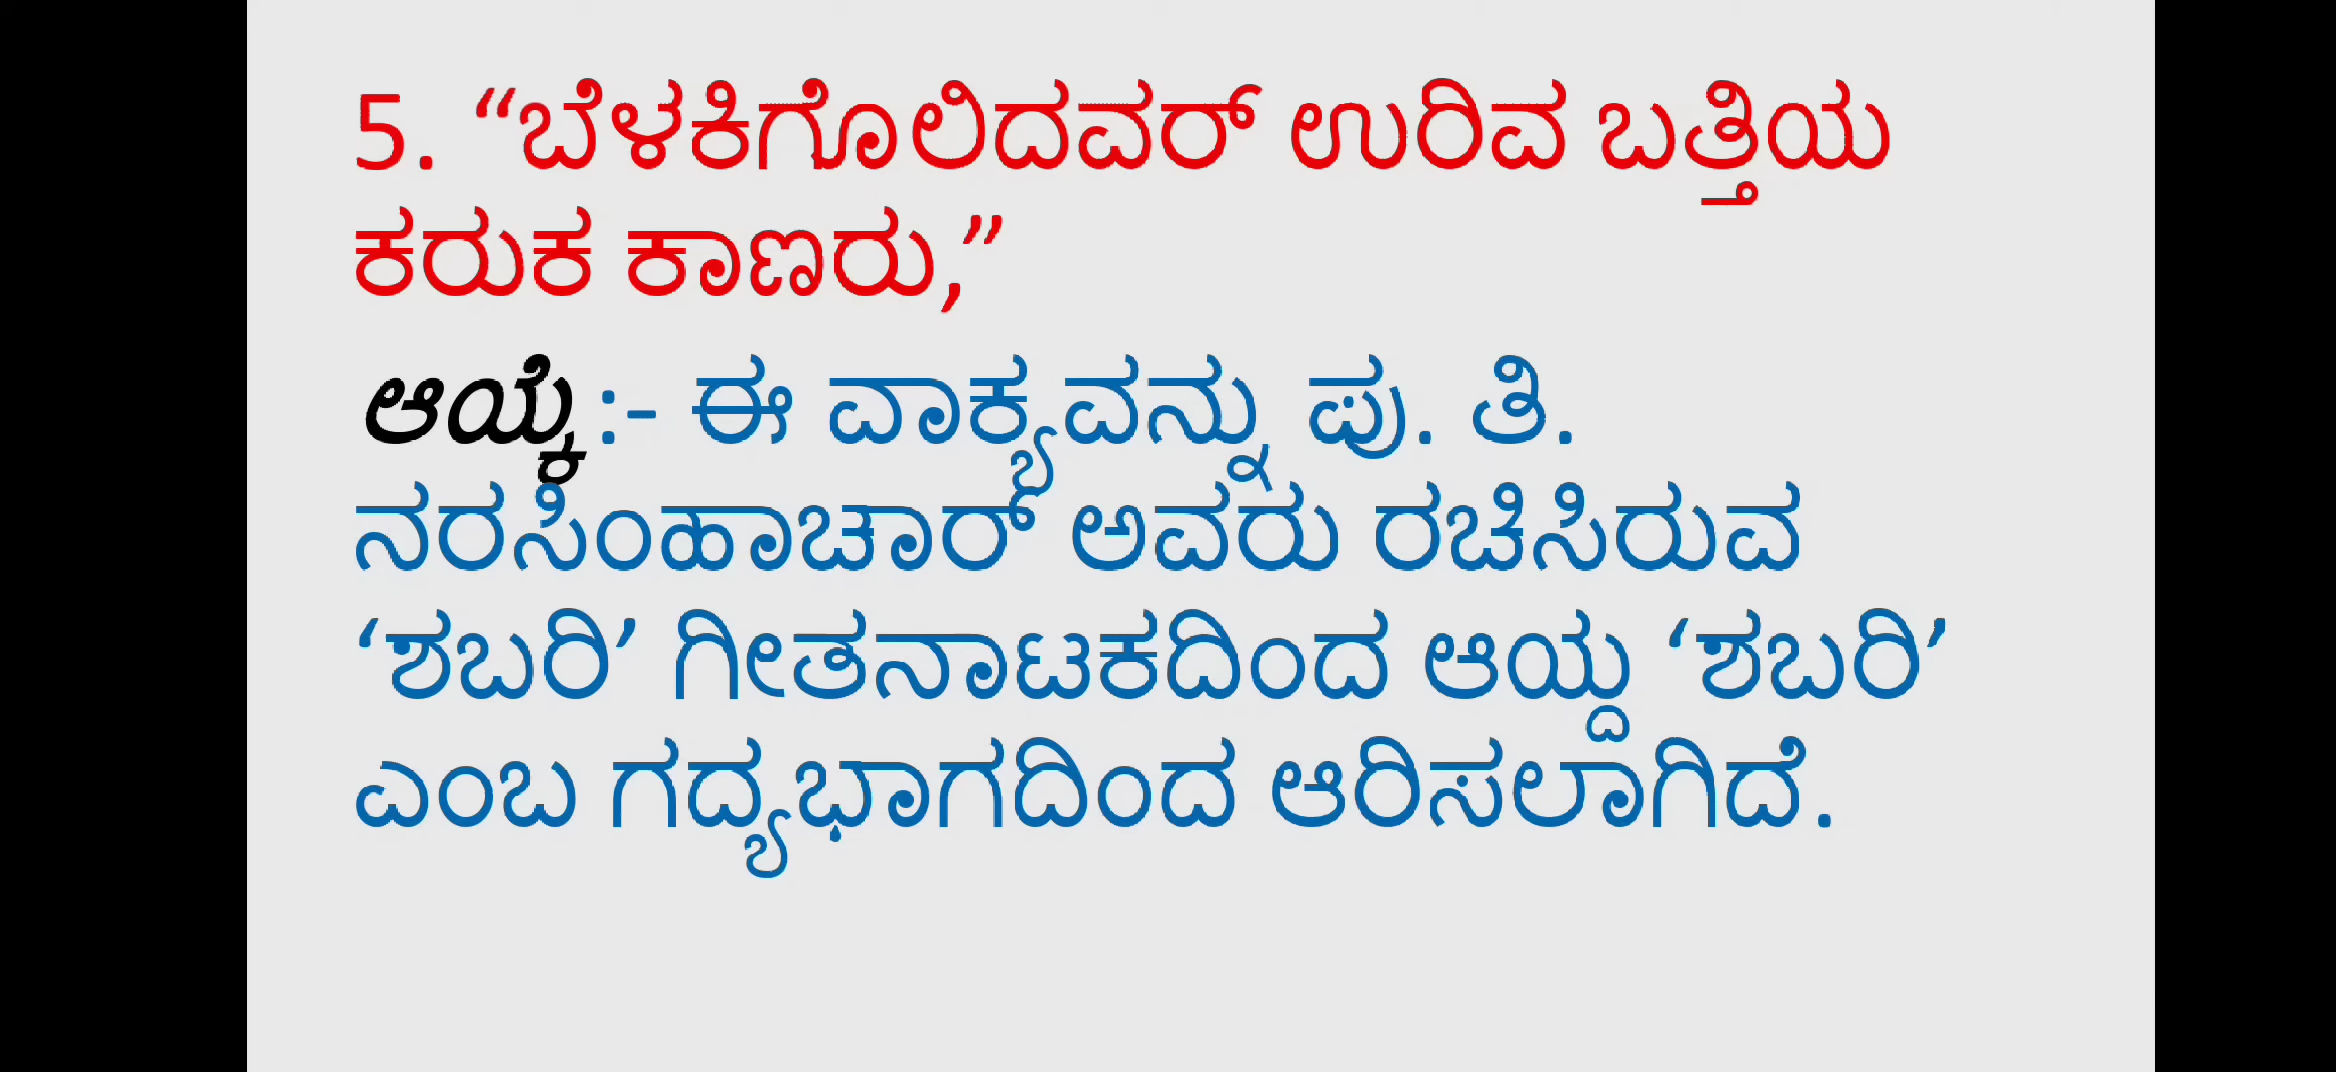 5. “ಬೆಳಕಿಗೊಲಿದವರ್ ಉರಿವ ಬತ್ತಿಯ
ಕರುಕ ಕಾಣರು,”
ಆಯ್ಕೆ :- ಈ ವಾಕ್ಯವನ್ನು ಪು. ತಿ.
ನರಸಿಂಹಾಚಾರ್ ಅವರು ರಚಿಸಿರುವ
‘ಶಬರಿ’ ಗೀತನಾಟಕದಿಂದ ಆಯ್ದ ‘ಶಬರಿ’
ಎಂಬ ಗದ್ಯಭಾಗದಿಂದ ಆರಿಸಲಾಗಿದೆ.